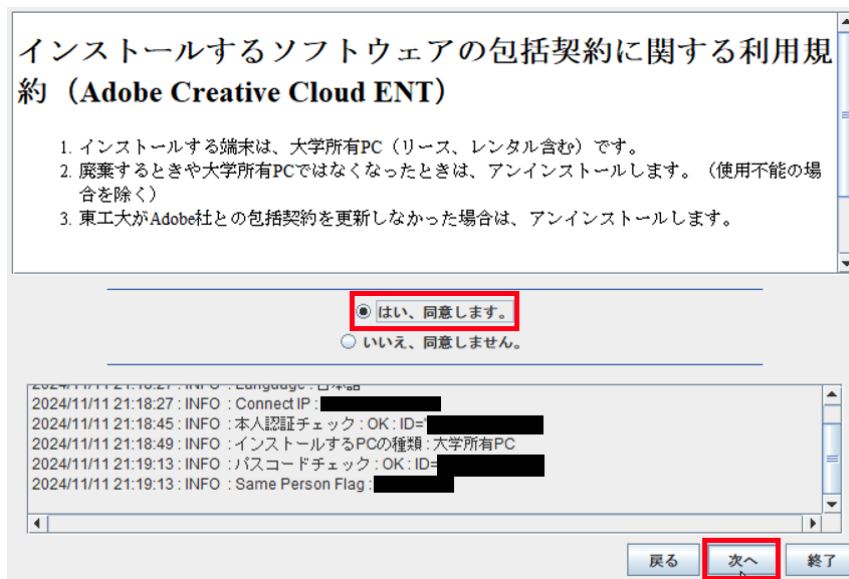 インストールするソフトウェアの包括契約に関する利用規
約（Adobe Creative Cloud ENT）
1. インストールする端末は、大学所有PC（リース、レンタル含む）です。
2. 廃棄するときや大学所有PCではなくなったときは、アンインストールします。（使用不能の場
合を除く）
3. 東工大がAdobe社との包括契約を更新しなかった場合は、アンインストールします。
はい、同意します。
いいえ、同意しません。
2024/11/11 21:18:27 : INFO : Language : 日本語
2024/11/11 21:18:27 : INFO : Connect IP :
2024/11/11 21:18:45 : INFO : 本人認証チェック : OK : ID='
2024/11/11 21:18:49 : INFO : インストールするPCの種類 : 大学所有PC
2024/11/11 21:19:13 : INFO : パスコードチェック : OK : ID=
2024/11/11 21:19:13 : INFO : Same Person Flag :
戻る 次へ 終了